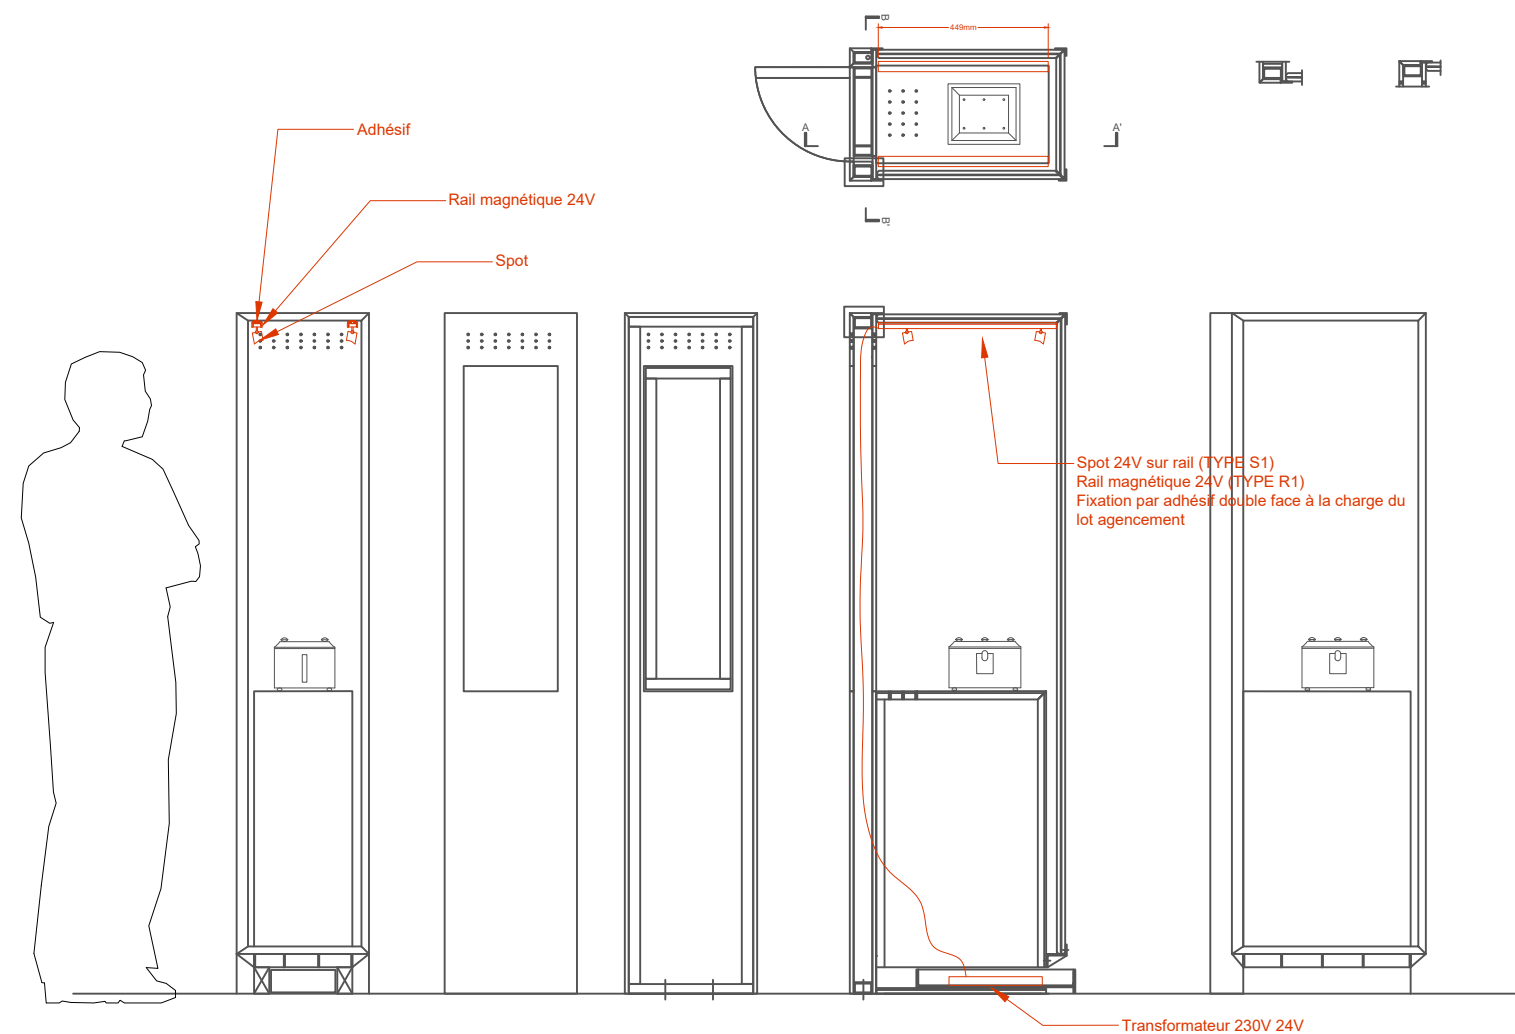 B
449mm
A
A'
B'
Adhésif
Rail magnétique 24V
Spot
Spot 24V sur rail (TYPE S1)
Rail magnétique 24V (TYPE R1)
Fixation par adhésif double face à la charge du
lot agencement
Transformateur 230V 24V